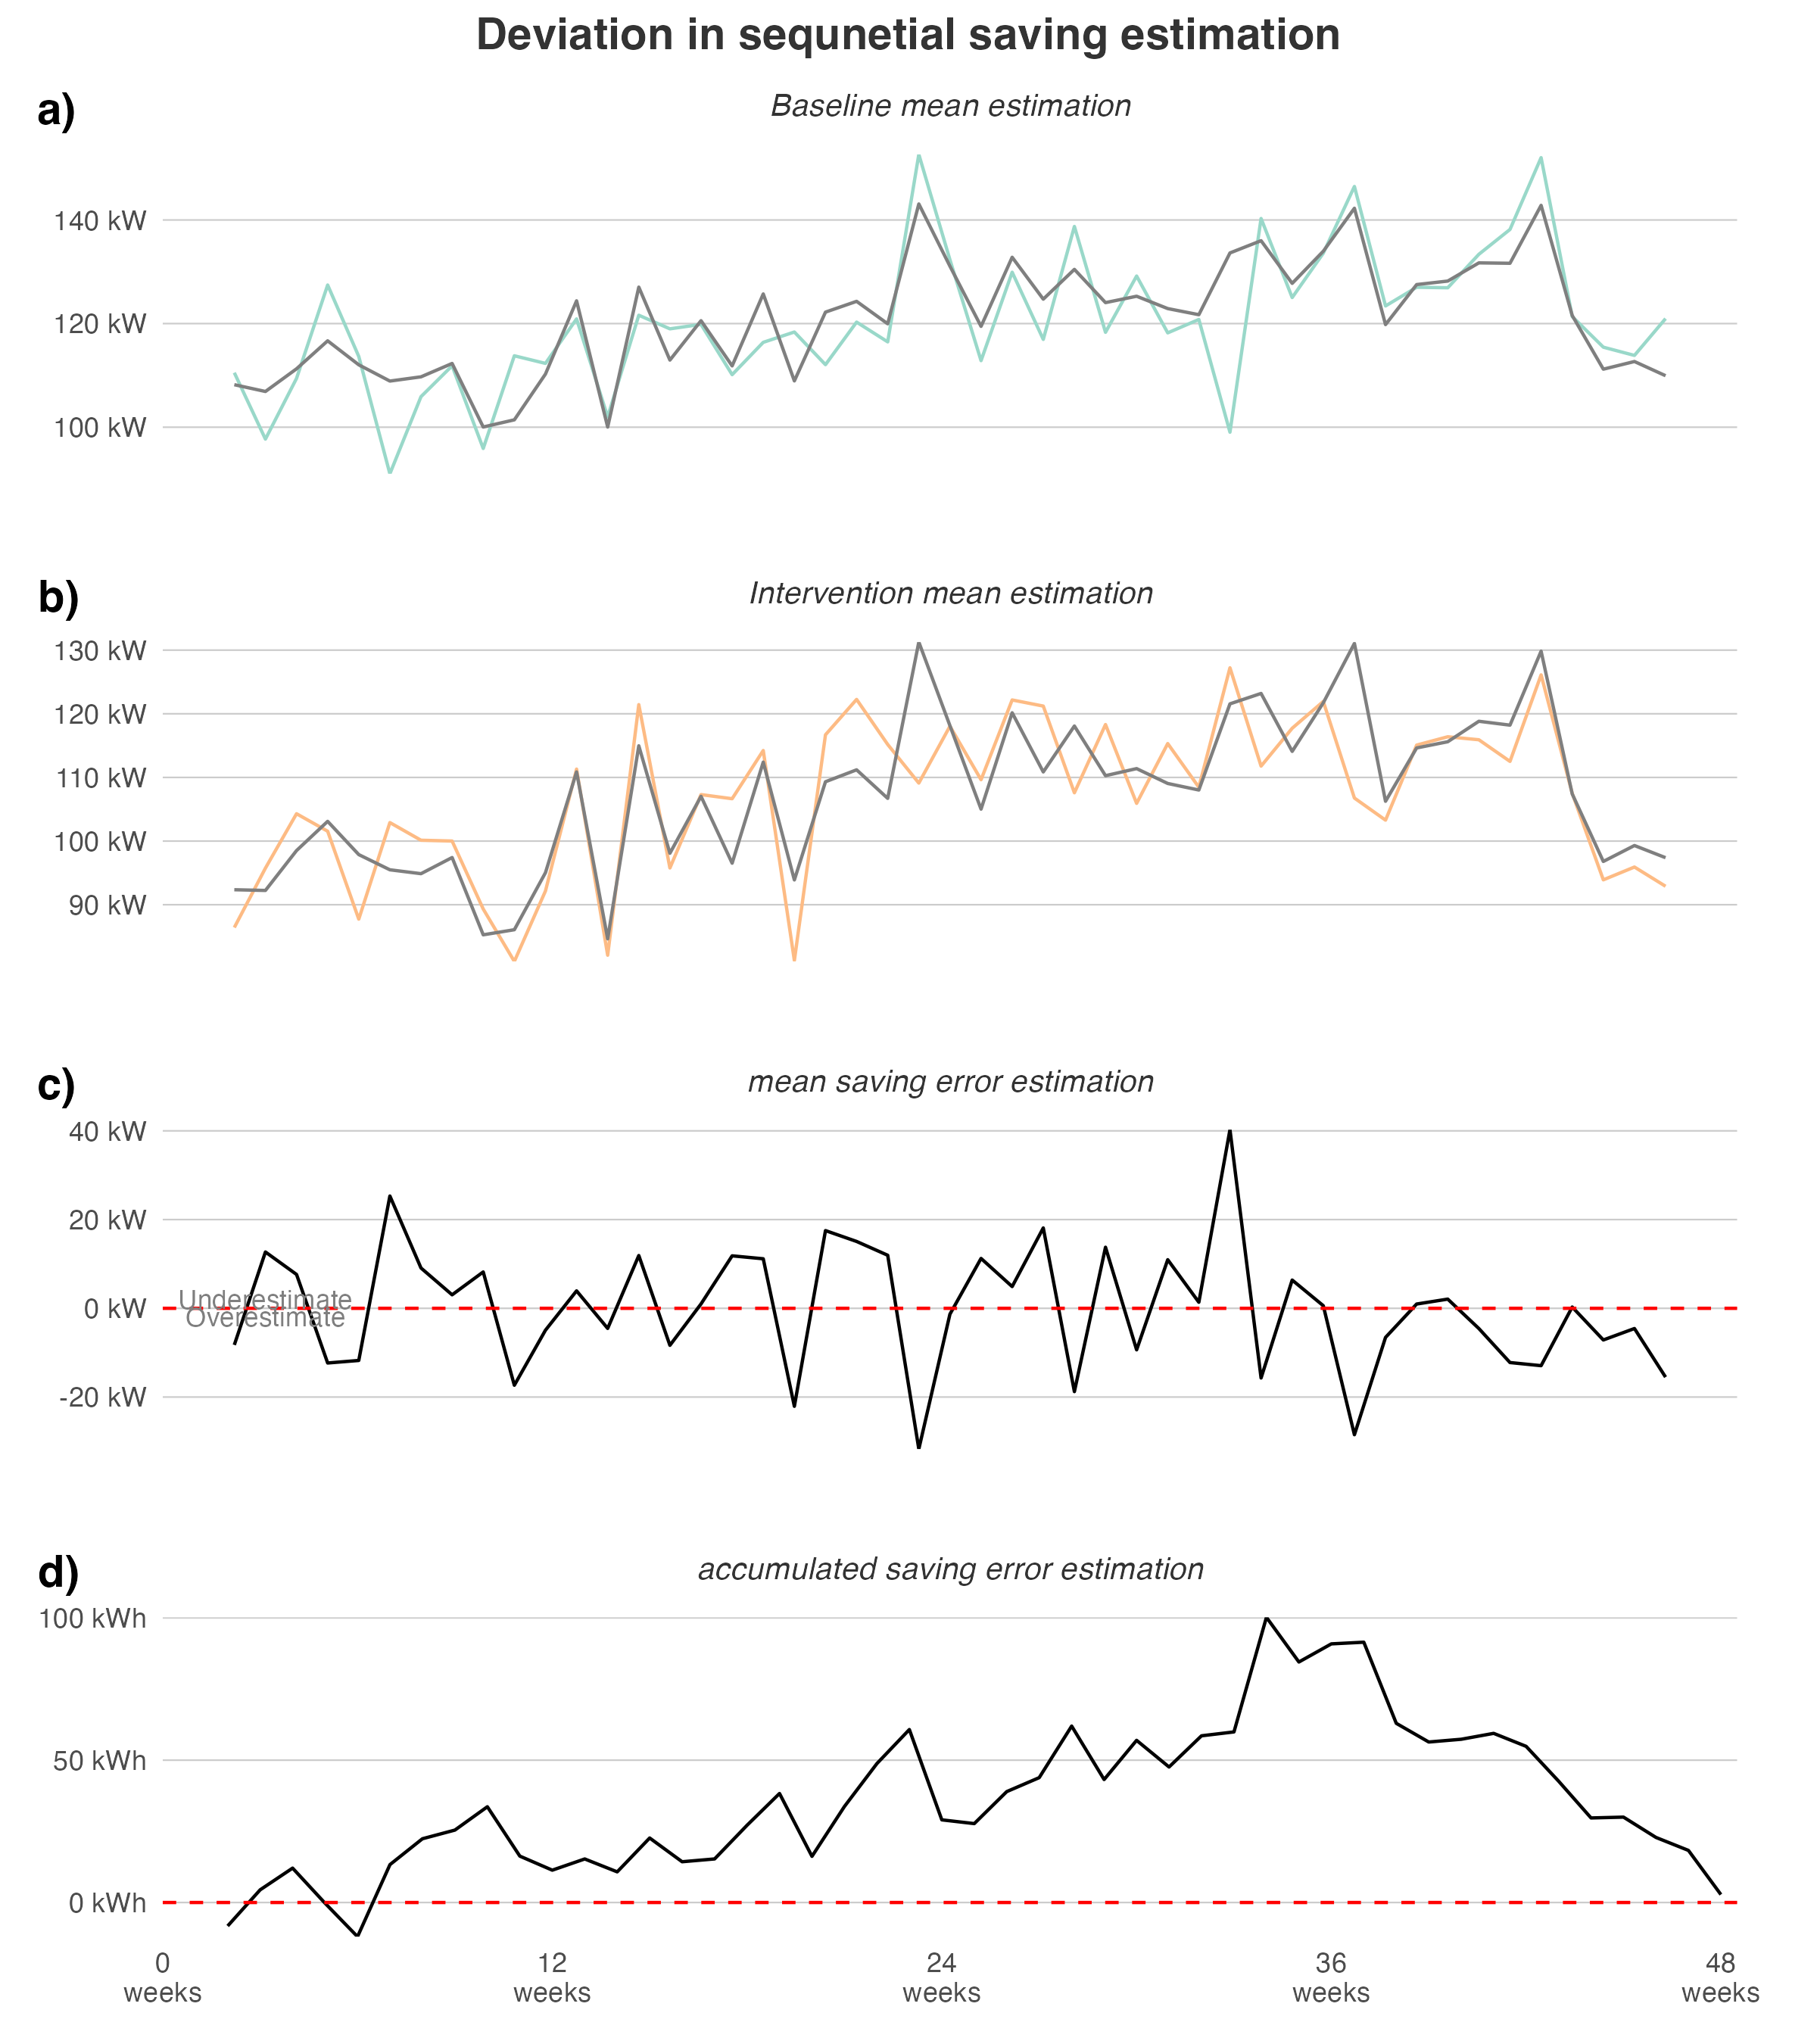 Deviation in sequnetial saving estimation
a)
Baseline mean estimation
140 kW
120 kW
100 kW
b)
Intervention mean estimation
130 kW
120 kW
110 kW
100 kW
90 kW
c)
mean saving error estimation
40 kW
20 kW
Underestimate
0 kW
Overestimate
-20 kW
d)
accumulated saving error estimation
100 kWh
50 kWh
0 kWh
0 12 24 36 48
weeks weeks weeks weeks weeks